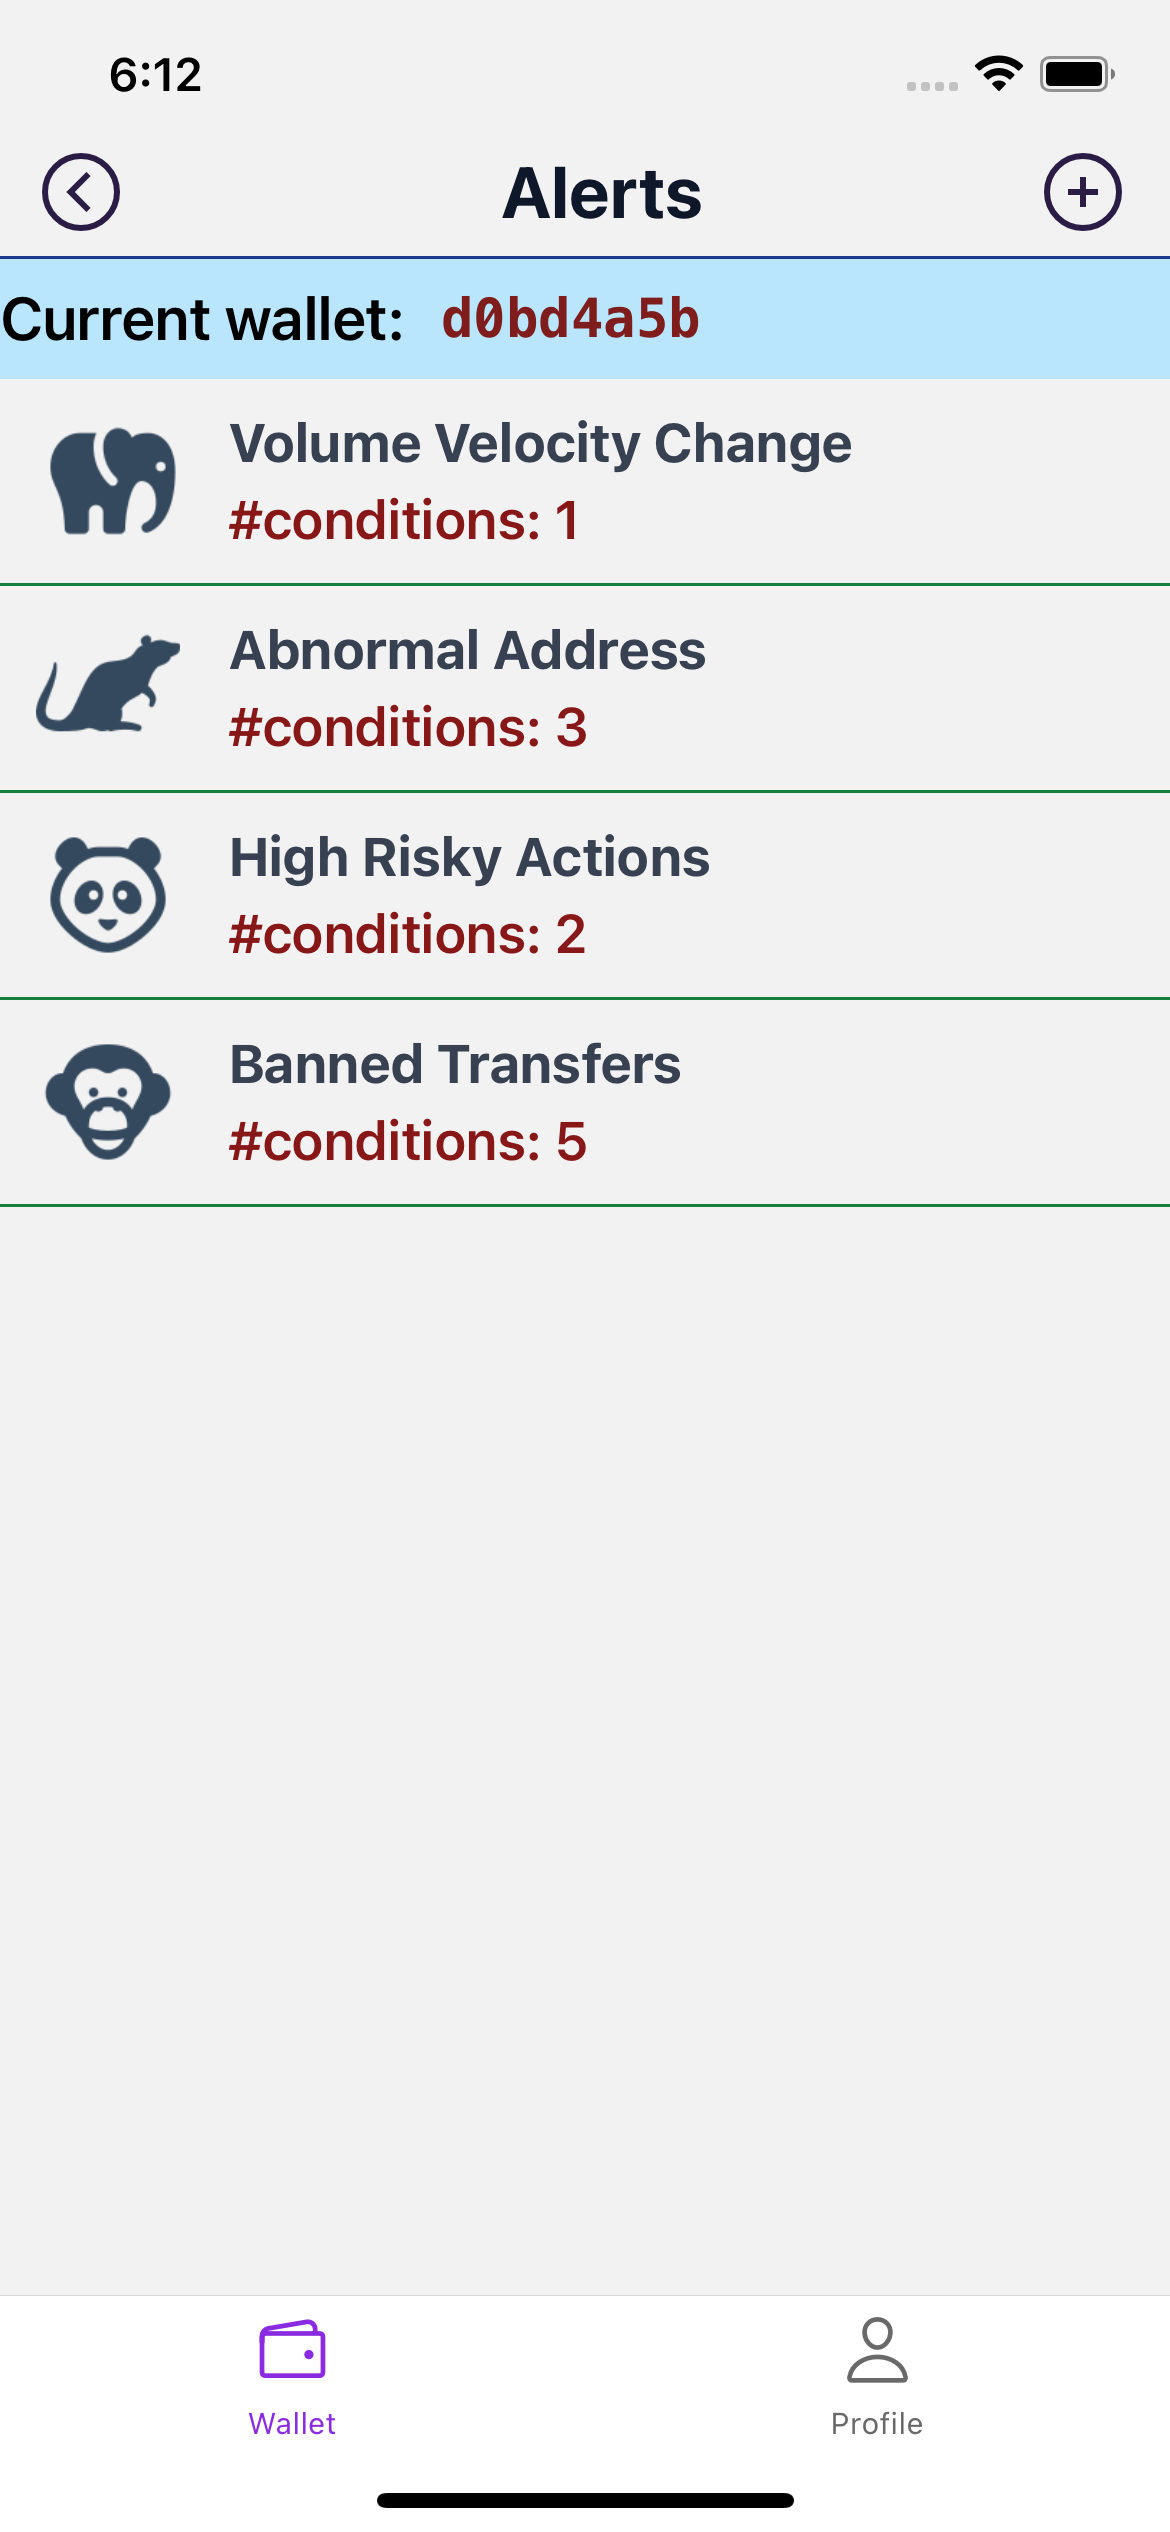 6:12
Alerts
Current wallet: d0bd4a5b
Volume Velocity Change
#conditions: 1
Abnormal Address
#conditions: 3
High Risky Actions
#conditions: 2
Banned Transfers
#conditions: 5
Wallet
Profile